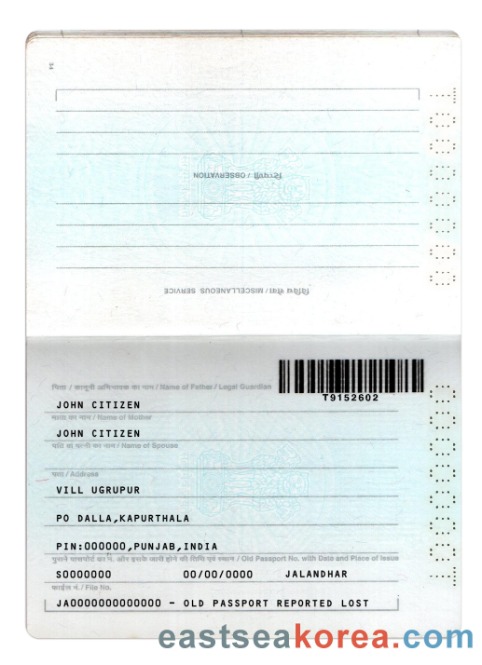 टिप्पणी / OBSERVATION
विविध सेवा / MISCELLANEOUS SERVICE
T9152602
पिता / कानूनी अभिभावक का नाम / Name of Father / Legal Guardian
JOHN CITIZEN
माता का नाम / Name of Mother
JOHN CITIZEN
पति या पत्नी का नाम / Name of Spouse
पता / Address
VILL UGRUPUR
PO DALLA,KAPURTHALA
PIN:000000,PUNJAB,INDIA
पुराने पासपोर्ट का नं. और इसके जारी होने की तिथि एवं स्थान / Old Passport No. with Date and Place of Issue
S0000000 00/00/0000 JALANDHAR
फाईल नं. / File No.
JA0000000000000 - OLD PASSPORT REPORTED LOST
eastseakorea.com